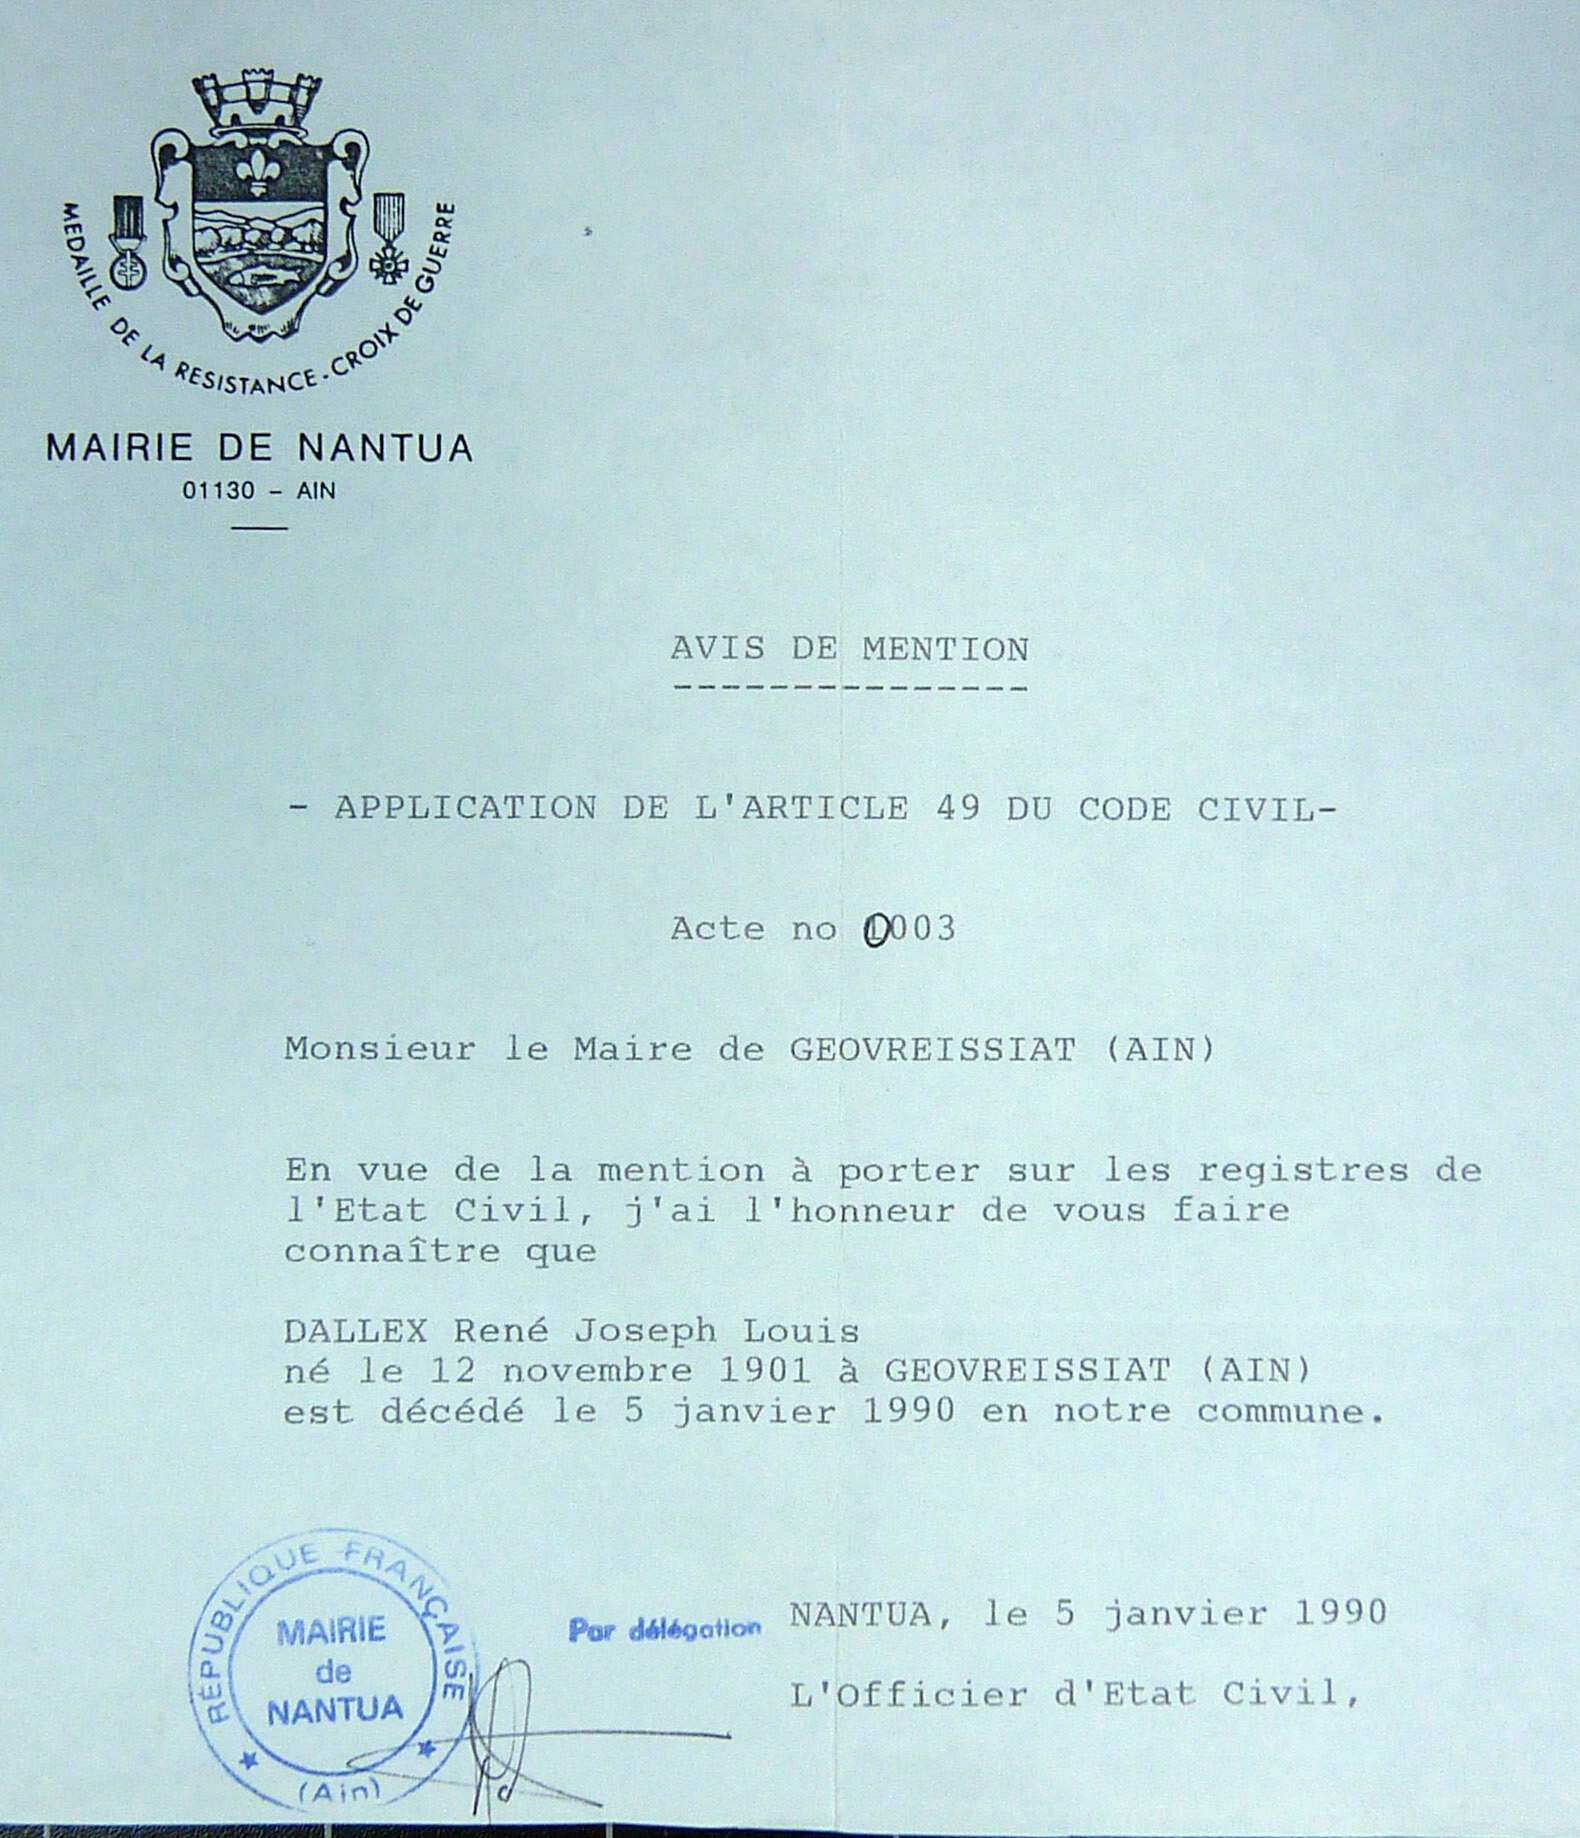 MEDAILLE DE LA RESISTANCE - CROIX DE GUERRE
MAIRIE DE NANTUA
01130 – AIN
AVIS DE MENTION
---------------
- APPLICATION DE L'ARTICLE 49 DU CODE CIVIL-
Acte no 0003
Monsieur le Maire de GEOVREISSIAT (AIN)
En vue de la mention à porter sur les registres de
l'Etat Civil, j'ai l'honneur de vous faire
connaître que
DALLEX René Joseph Louis
né le 12 novembre 1901 à GEOVREISSIAT (AIN)
est décédé le 5 janvier 1990 en notre commune.
RÉPUBLIQUE FRANÇAISE
MAIRIE
de
NANTUA
(Ain)
Par délégation
NANTUA, le 5 janvier 1990
L'Officier d'Etat Civil,